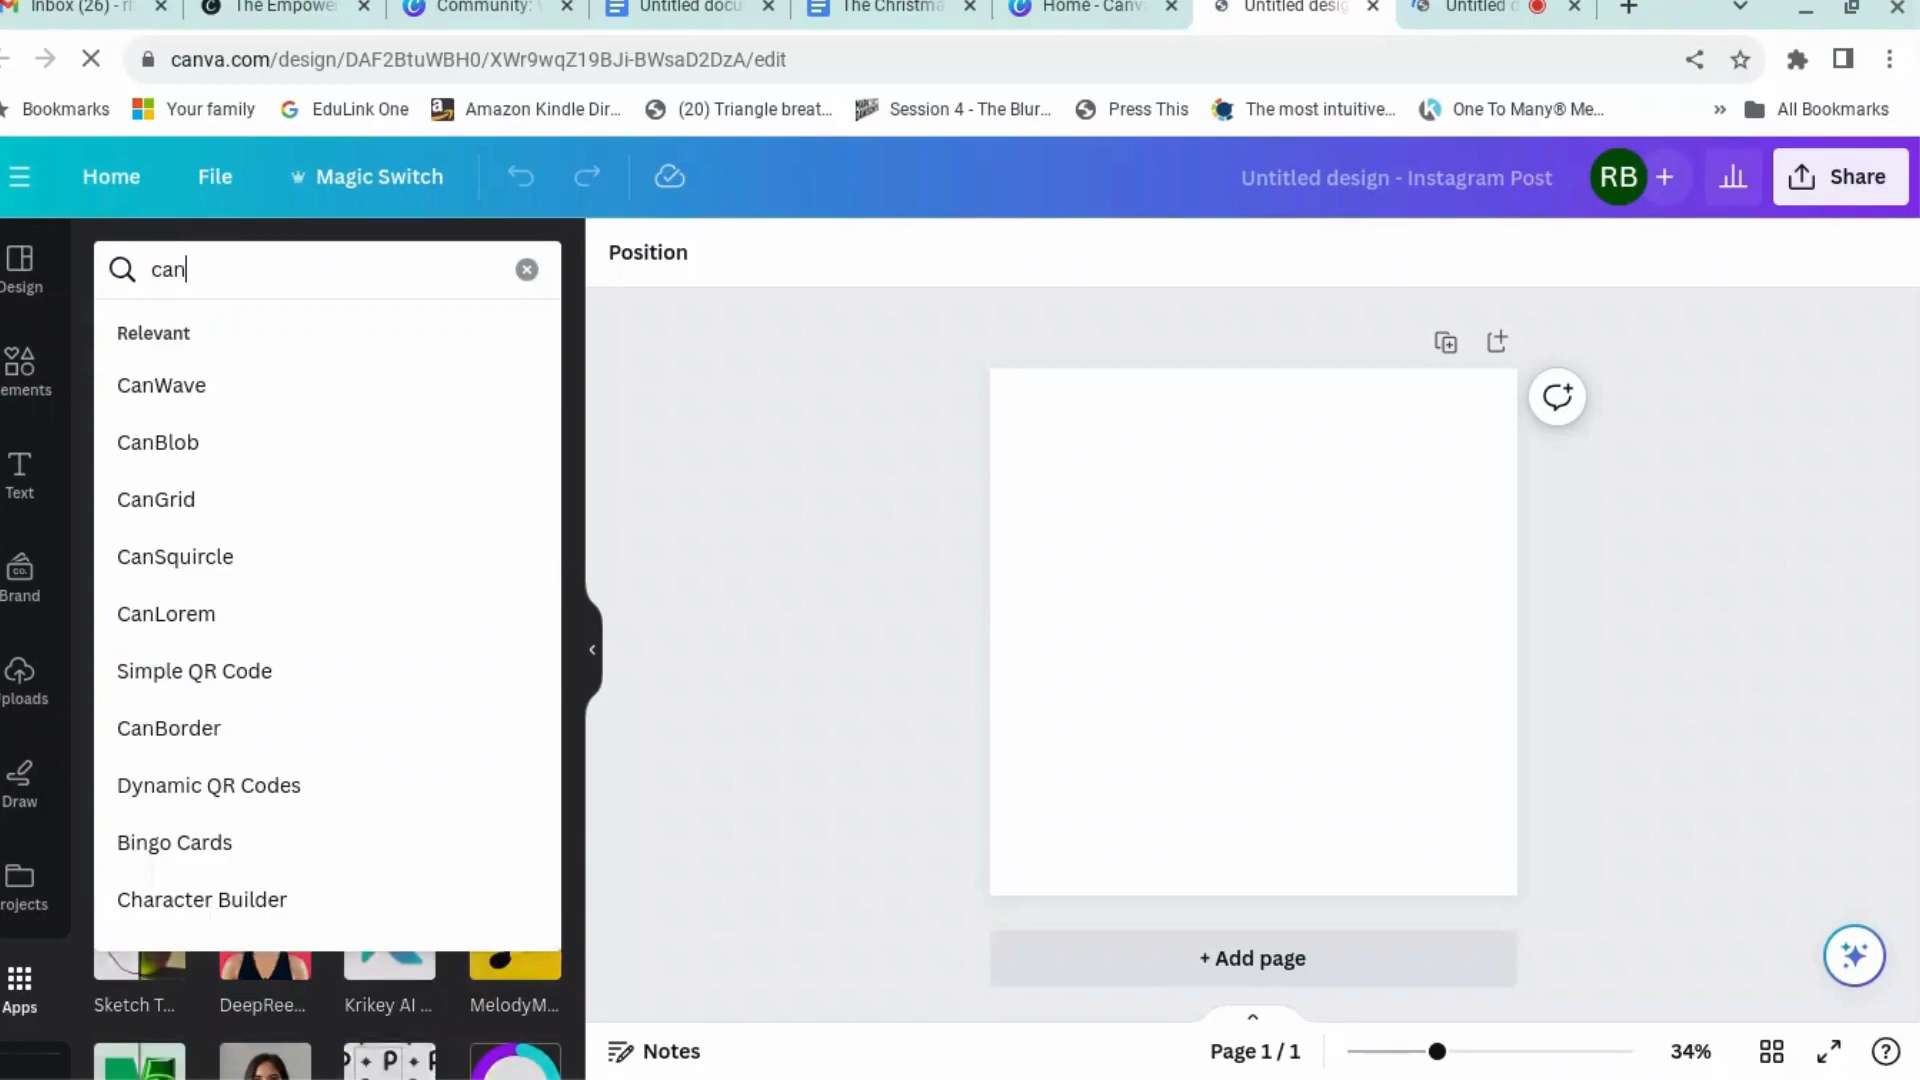 Inbox (26) - r
The Empower
Community:
Untitled docu
The Christma
Home - Canv
Untitled desig
Untitled d
canva.com/design/DAF2BtuWBH0/XWr9wqZ19BJi-BWsaD2DzA/edit
Bookmarks
Your family
EduLink One
Amazon Kindle Dir...
(20) Triangle breat...
Session 4 - The Blur...
Press This
The most intuitive...
One To Many® Me...
»
All Bookmarks
Home
File
Magic Switch
Untitled design - Instagram Post
RB
+
Share
Design
ements
Text
CO.
Brand
ploads
Draw
rojects
Apps
can
Relevant
CanWave
CanBlob
CanGrid
CanSquircle
CanLorem
Simple QR Code
CanBorder
Dynamic QR Codes
Bingo Cards
Character Builder
Sketch T...
DeepRee...
Krikey AI ...
MelodyM...
P
Position
+ Add page
Notes
Page 1 / 1
34%